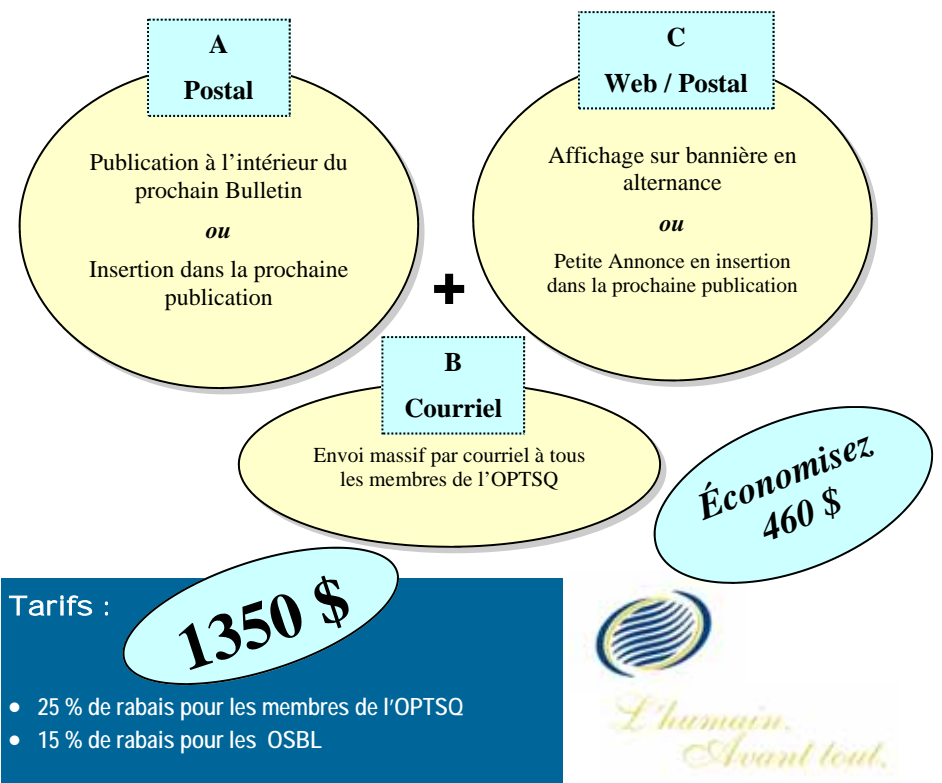 A
Postal
Publication à l'intérieur du
prochain Bulletin
ou
Insertion dans la prochaine
publication
+
C
Web / Postal
Affichage sur bannière en
alternance
ou
Petite Annonce en insertion
dans la prochaine publication
B
Courriel
Envoi massif par courriel à tous
les membres de l'OPTSQ
Économisez
460 $
Tarifs :
1350 $
• 25 % de rabais pour les membres de l'OPTSQ
• 15 % de rabais pour les OSBL
L'humain.
Avant tout.